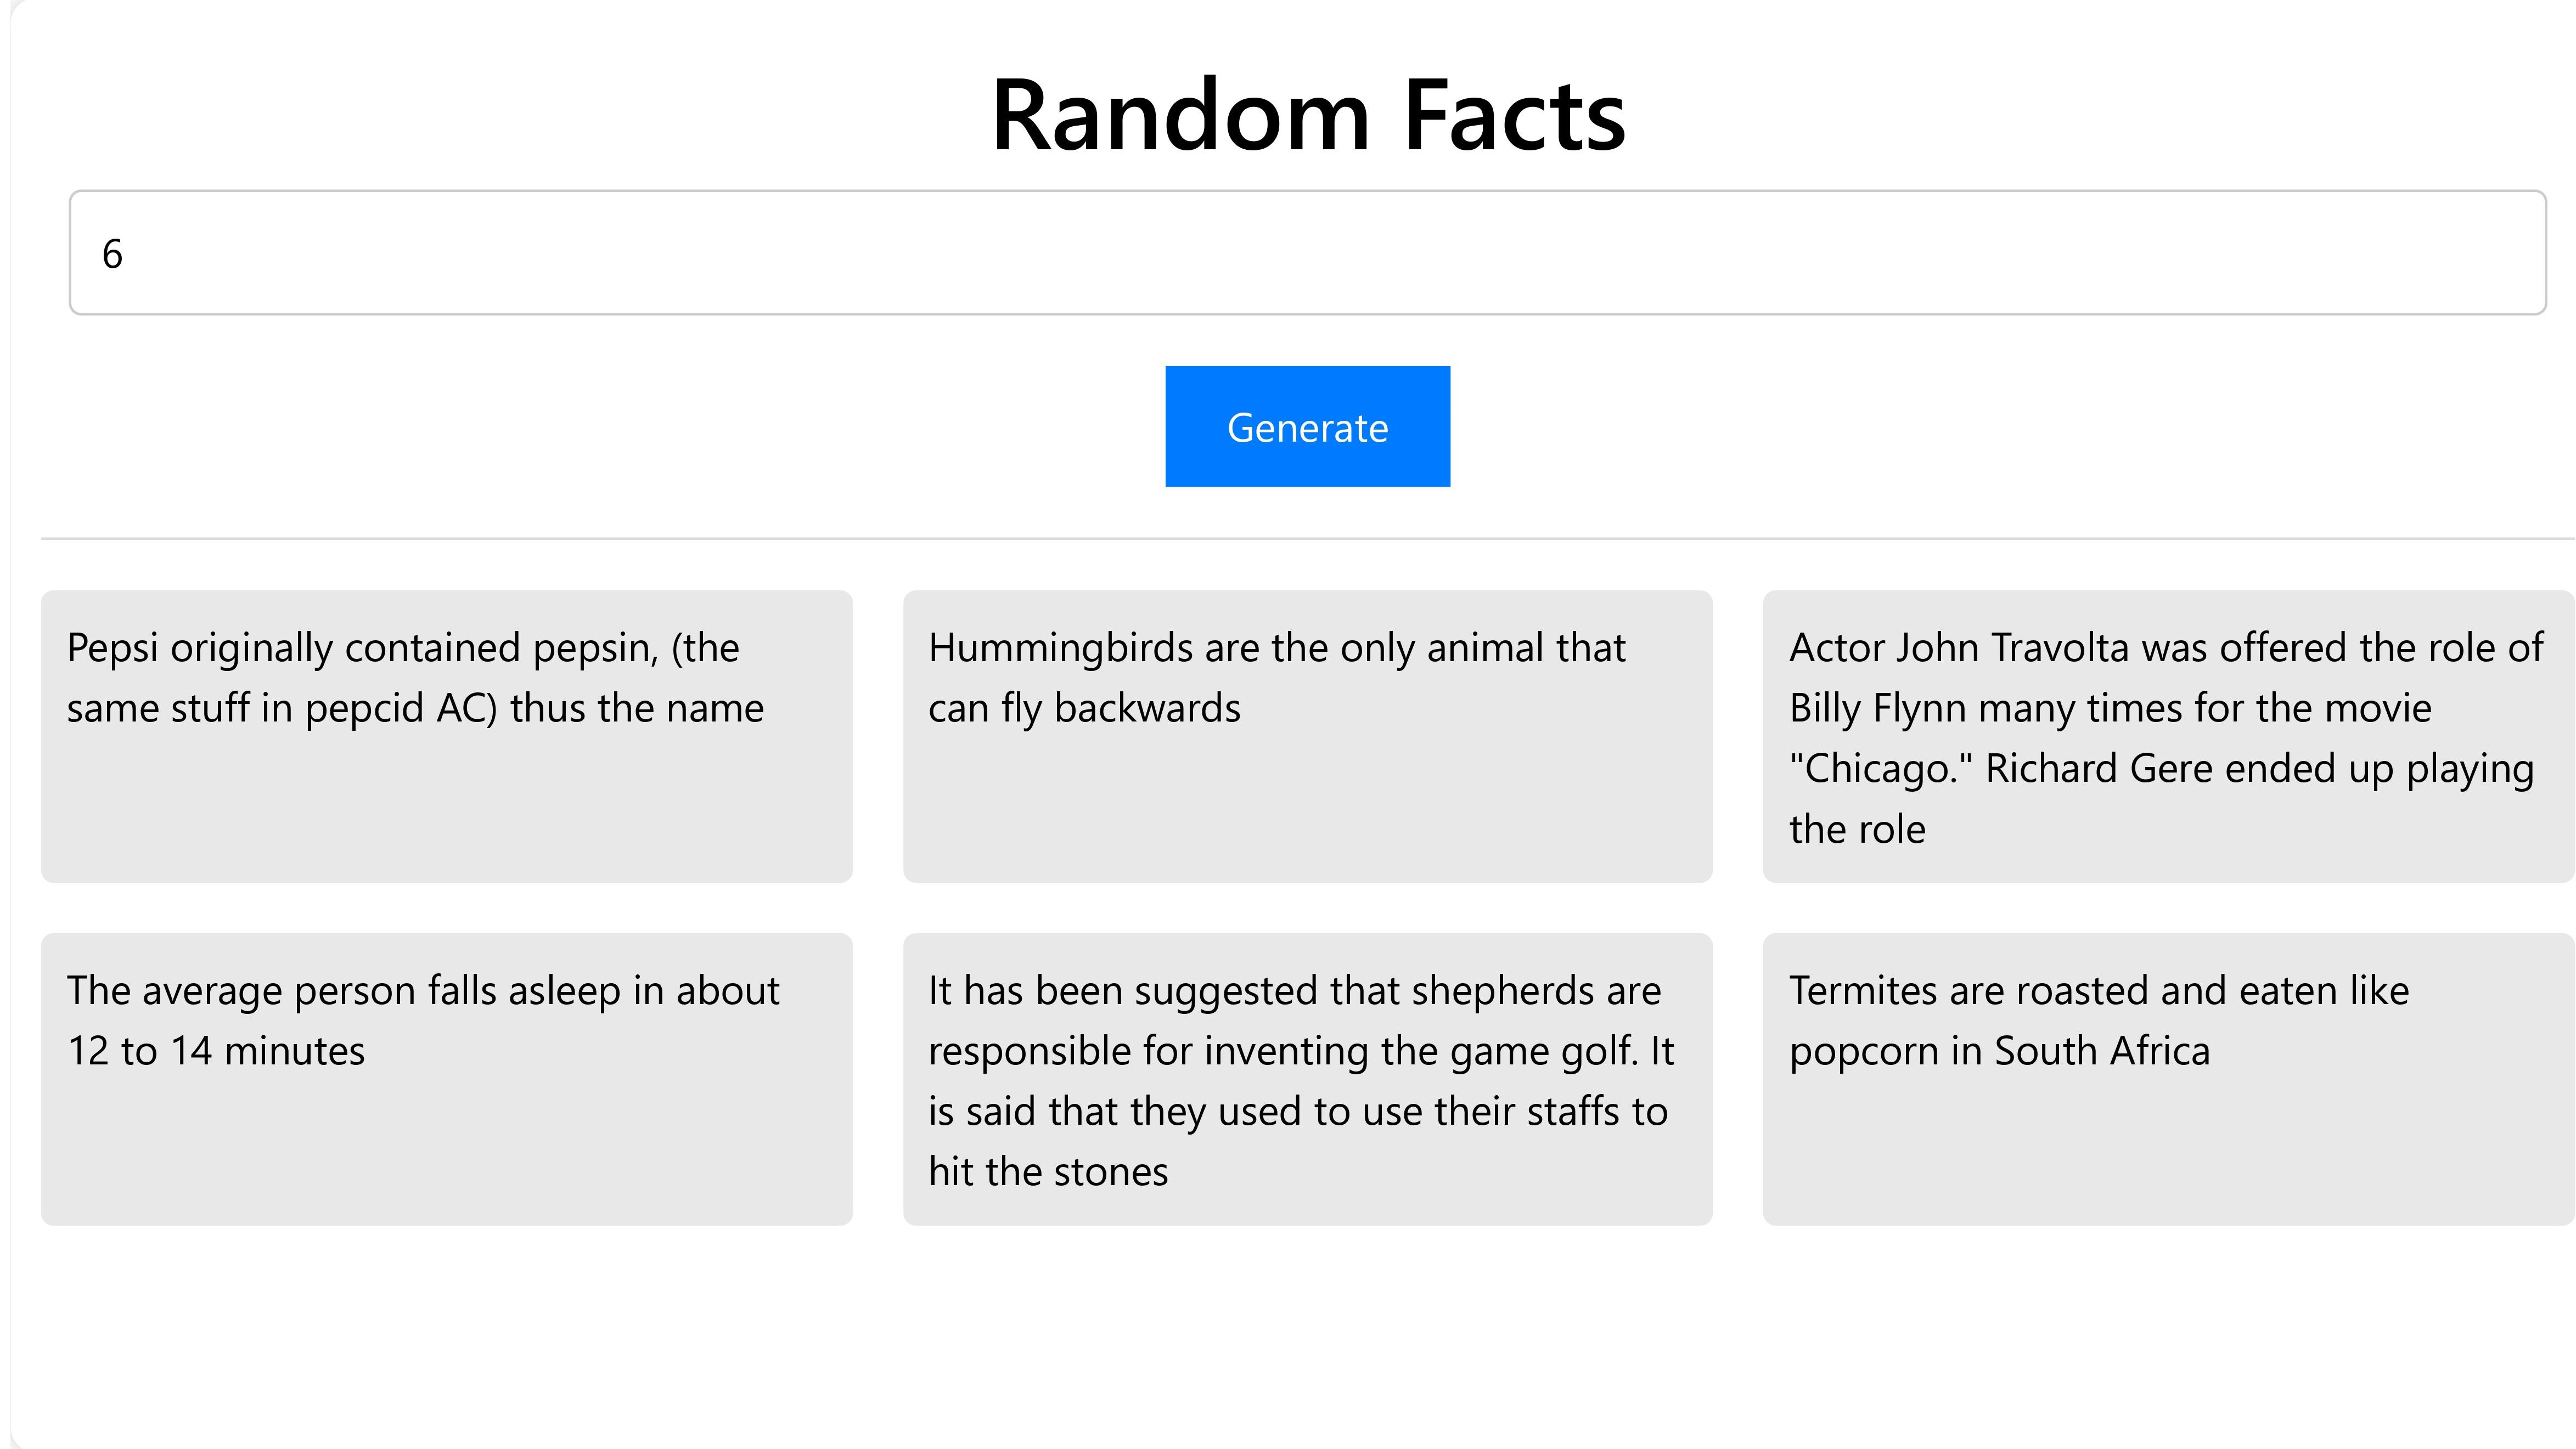 Random Facts
6
Generate
Pepsi originally contained pepsin, (the
same stuff in pepcid AC) thus the name
Hummingbirds are the only animal that
can fly backwards
Actor John Travolta was offered the role of
Billy Flynn many times for the movie
"Chicago." Richard Gere ended up playing
the role
The average person falls asleep in about
12 to 14 minutes
It has been suggested that shepherds are
responsible for inventing the game golf. It
is said that they used to use their staffs to
hit the stones
Termites are roasted and eaten like
popcorn in South Africa